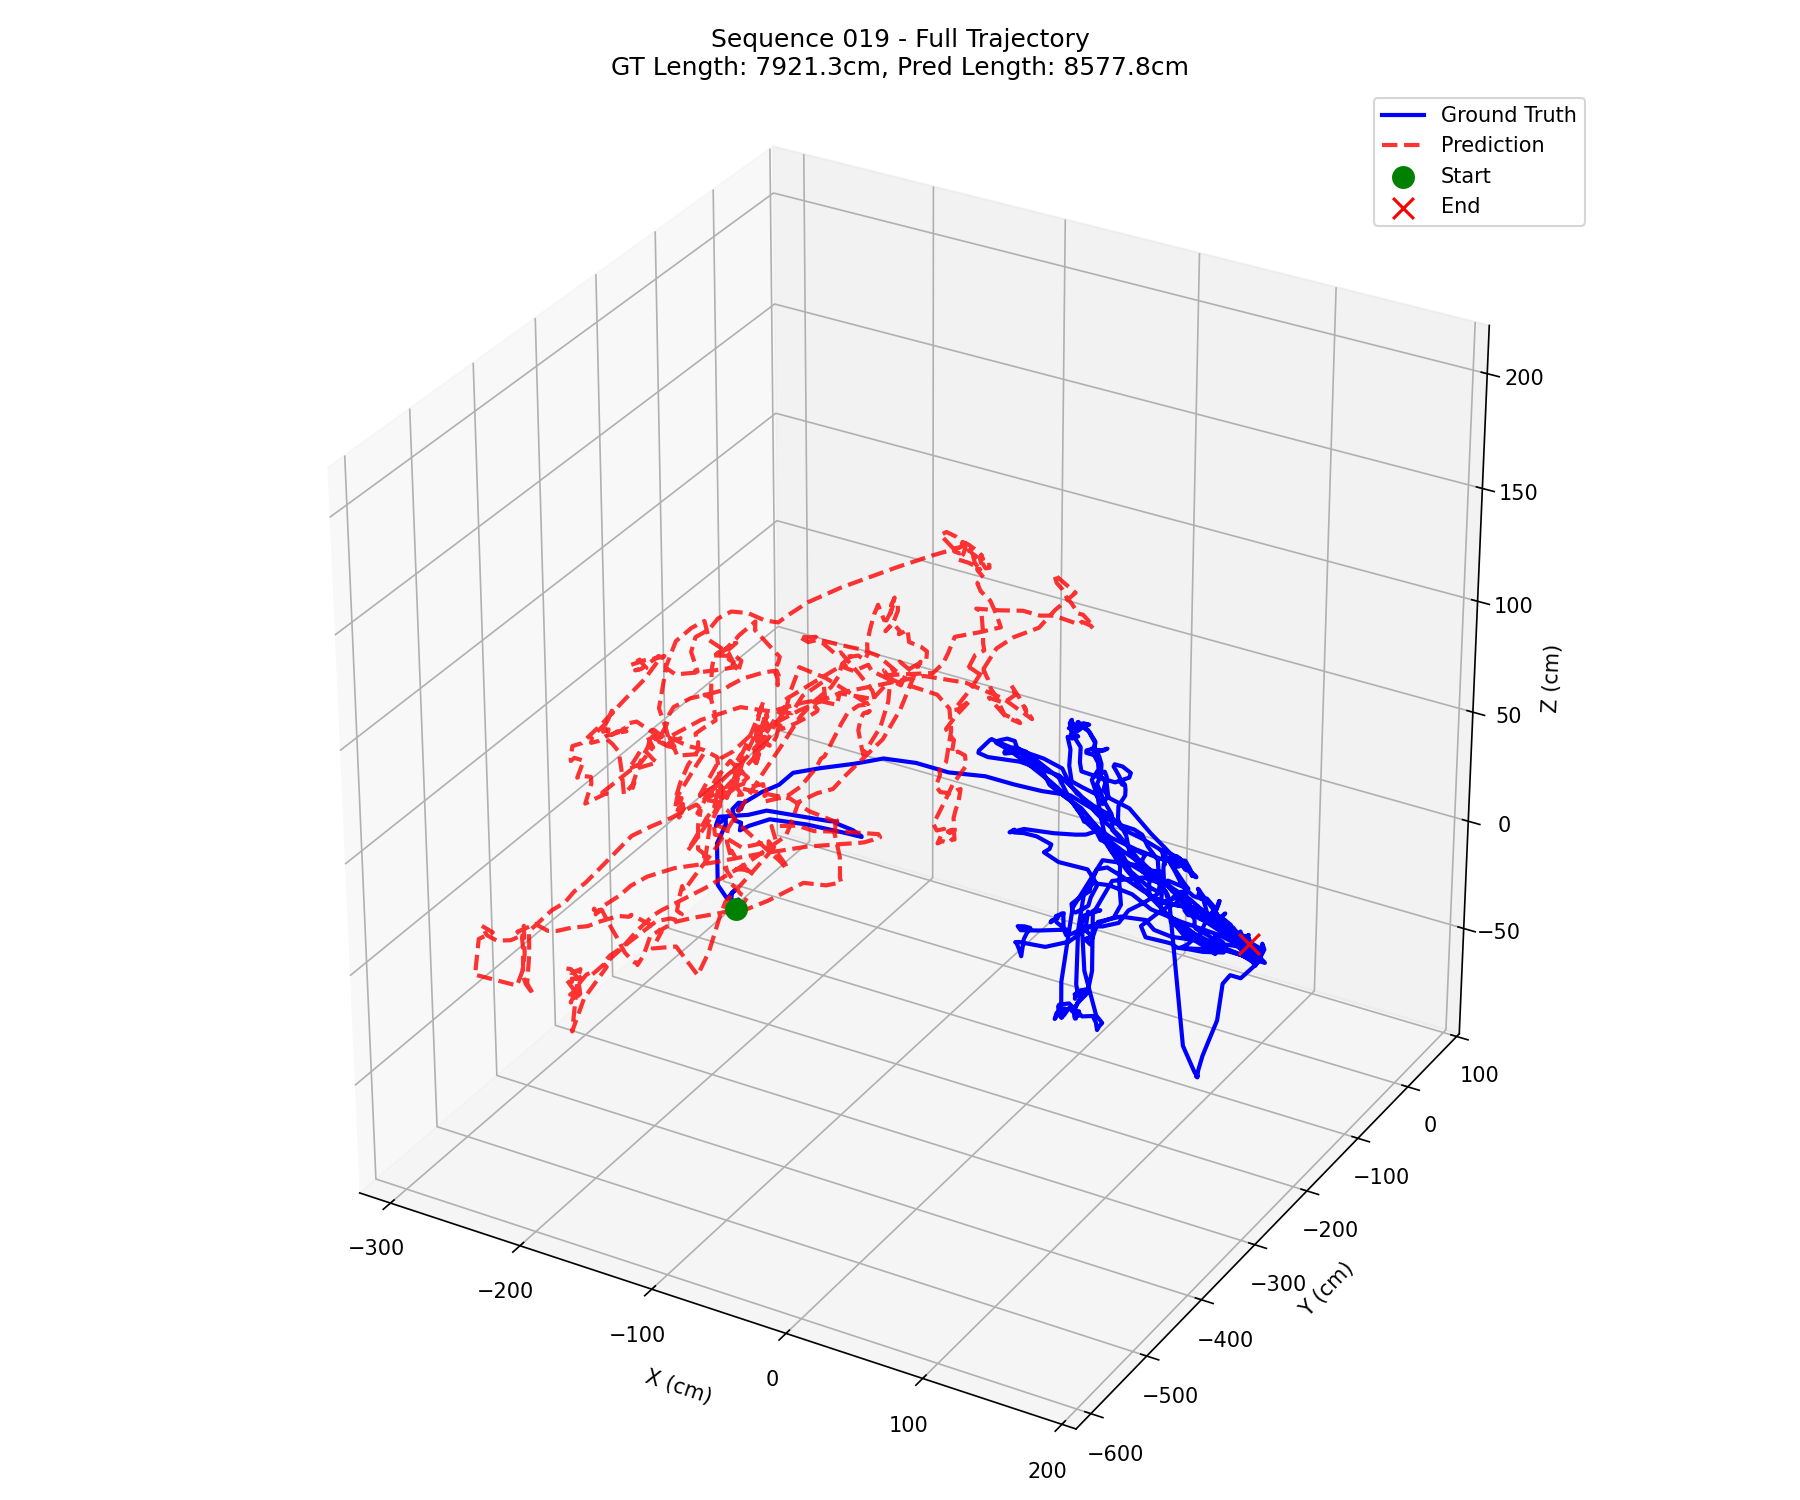 Sequence 019 - Full Trajectory
GT Length: 7921.3cm, Pred Length: 8577.8cm
Ground Truth
Prediction
Start
End
200
150
100
50
0
−50
Z (cm)
100
0
−100
−200
−300
−400
−500
−600
Y (cm)
−300
−200
−100
0
100
200
X (cm)